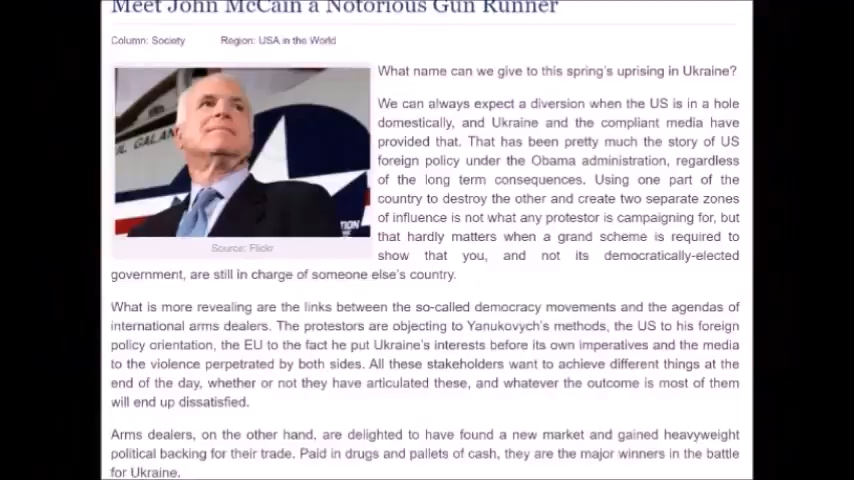 Meet John McCain a Notorious Gun Runner
Column: Society Region: USA in the World
What name can we give to this spring's uprising in Ukraine?
We can always expect a diversion when the US is in a hole
domestically, and Ukraine and the compliant media have
provided that. That has been pretty much the story of US
foreign policy under the Obama administration, regardless
of the long term consequences. Using one part of the
country to destroy the other and create two separate zones
of influence is not what any protestor is campaigning for, but
that hardly matters when a grand scheme is required to
show that you, and not its democratically-elected
government, are still in charge of someone else's country.
GALAN
TION
Source: Flickr
What is more revealing are the links between the so-called democracy movements and the agendas of
international arms dealers. The protestors are objecting to Yanukovych's methods, the US to his foreign
policy orientation, the EU to the fact he put Ukraine's interests before its own imperatives and the media
to the violence perpetrated by both sides. All these stakeholders want to achieve different things at the
end of the day, whether or not they have articulated these, and whatever the outcome is most of them
will end up dissatisfied.
Arms dealers, on the other hand, are delighted to have found a new market and gained heavyweight
political backing for their trade. Paid in drugs and pallets of cash, they are the major winners in the battle
for Ukraine.